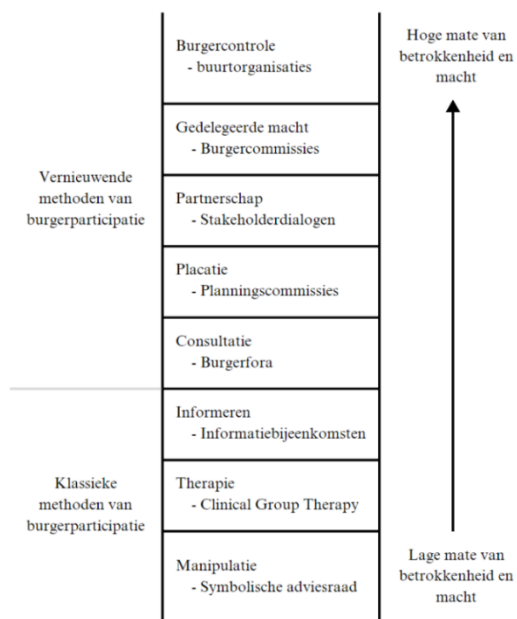 Burgercontrole
- buurtorganisaties
Gedelegeerde macht
- Burgercommissies
Partnerschap
- Stakeholderdialogen
Placatie
- Planningscommissies
Consultatie
- Burgerfora
Informeren
- Informatiebijeenkomsten
Therapie
- Clinical Group Therapy
Manipulatie
- Symbolische adviesraad
Vernieuwende
methoden van
burgerparticipatie
Klassieke
methoden van
burgerparticipatie
Hoge mate van
betrokkenheid en
macht
Lage mate van
betrokkenheid en
macht